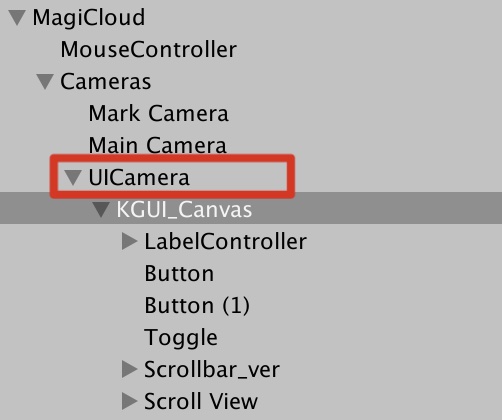 MagiCloud
MouseController
Cameras
Mark Camera
Main Camera
UICamera
KGUI_Canvas
LabelController
Button
Button (1)
Toggle
Scrollbar_ver
Scroll View